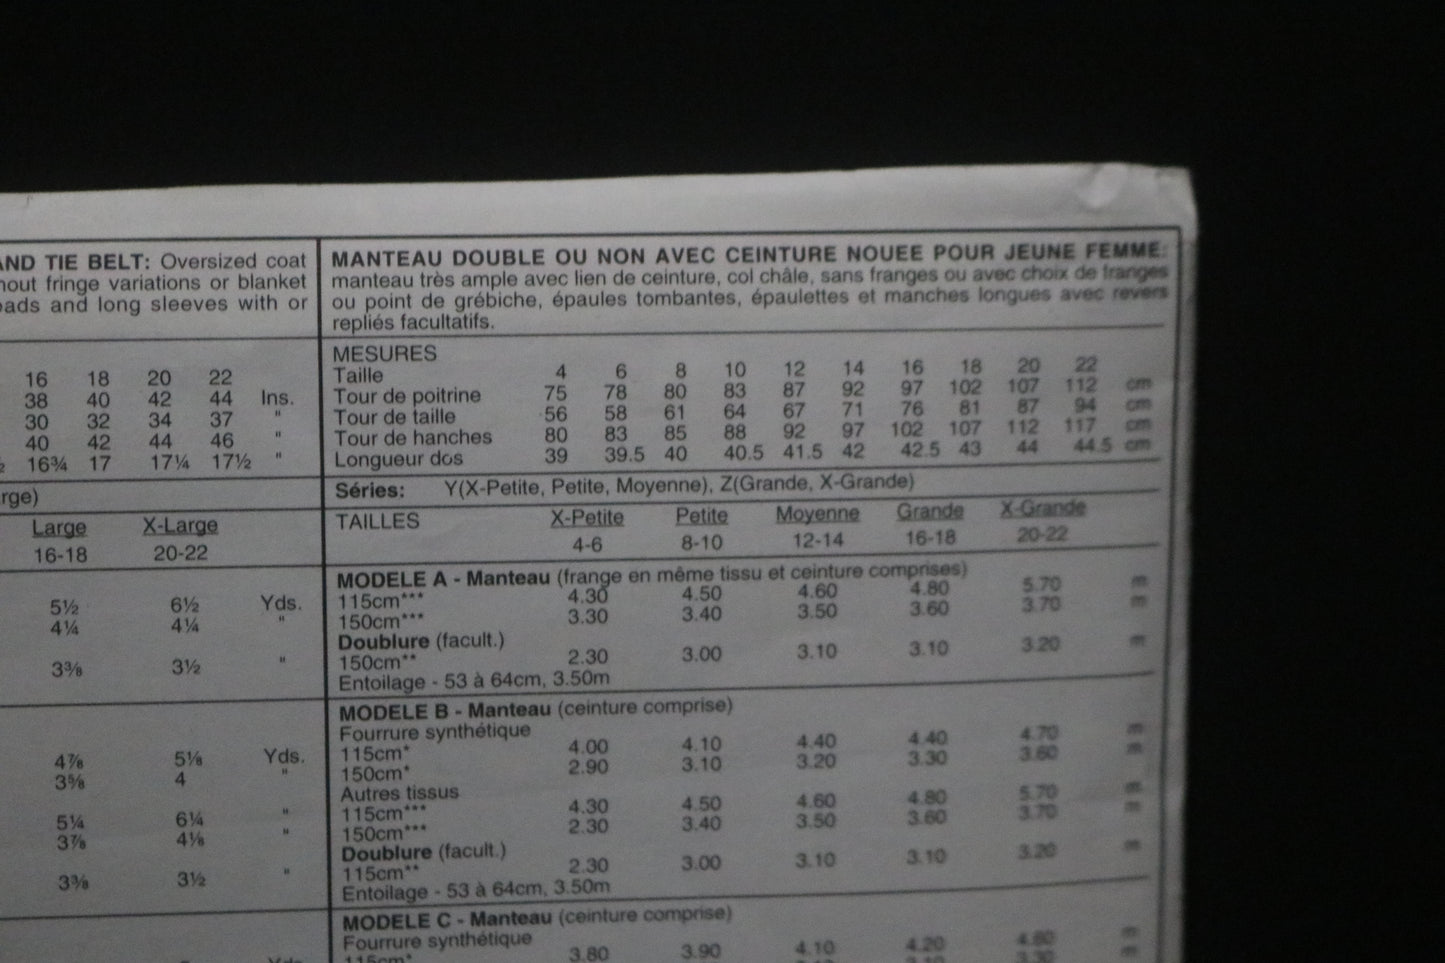 AND TIE BELT: Oversized coat
hout fringe variations or blanket
pads and long sleeves with or
16 18 20 22
38 40 42 44 Ins.
30 32 34 37 "
40 42 44 46 "
16¾ 17 17¼ 17½ "
rge)
Large X-Large
16-18 20-22
5½ 6½ Yds.
4¼ 4¼ "
3⅜ 3½ "
4⅞ 5⅛ Yds.
3⅝ 4 "
5¼ 6¼ "
3⅞ 4⅛ "
3⅜ 3½ "
Yds.
MANTEAU DOUBLE OU NON AVEC CEINTURE NOUEE POUR JEUNE FEMME:
manteau très ample avec lien de ceinture, col châle, sans franges ou avec choix de franges
ou point de grébiche, épaules tombantes, épaulettes et manches longues avec revers
repliés facultatifs.
MESURES
Taille 4 6 8 10 12 14 16 18 20 22
Tour de poitrine 75 78 80 83 87 92 97 102 107 112 cm
Tour de taille 56 58 61 64 67 71 76 81 87 94 cm
Tour de hanches 80 83 85 88 92 97 102 107 112 117 cm
Longueur dos 39 39.5 40 40.5 41.5 42 42.5 43 44 44.5 cm
Séries: Y(X-Petite, Petite, Moyenne), Z(Grande, X-Grande)
TAILLES X-Petite Petite Moyenne Grande X-Grande
4-6 8-10 12-14 16-18 20-22
MODELE A - Manteau (frange en même tissu et ceinture comprises)
115cm*** 4.30 4.50 4.60 4.80 5.70 m
150cm*** 3.30 3.40 3.50 3.60 3.70 m
Doublure (facult.)
150cm** 2.30 3.00 3.10 3.10 3.20 m
Entoilage - 53 à 64cm, 3.50m
MODELE B - Manteau (ceinture comprise)
Fourrure synthétique
115cm* 4.00 4.10 4.40 4.40 4.70 m
150cm* 2.90 3.10 3.20 3.30 3.60 m
Autres tissus
115cm*** 4.30 4.50 4.60 4.80 5.70 m
150cm*** 2.30 3.40 3.50 3.60 3.70 m
Doublure (facult.)
115cm** 2.30 3.00 3.10 3.10 3.20 m
Entoilage - 53 à 64cm, 3.50m
MODELE C - Manteau (ceinture comprise)
Fourrure synthétique
115cm* 3.80 3.90 4.10 4.20 4.60 m